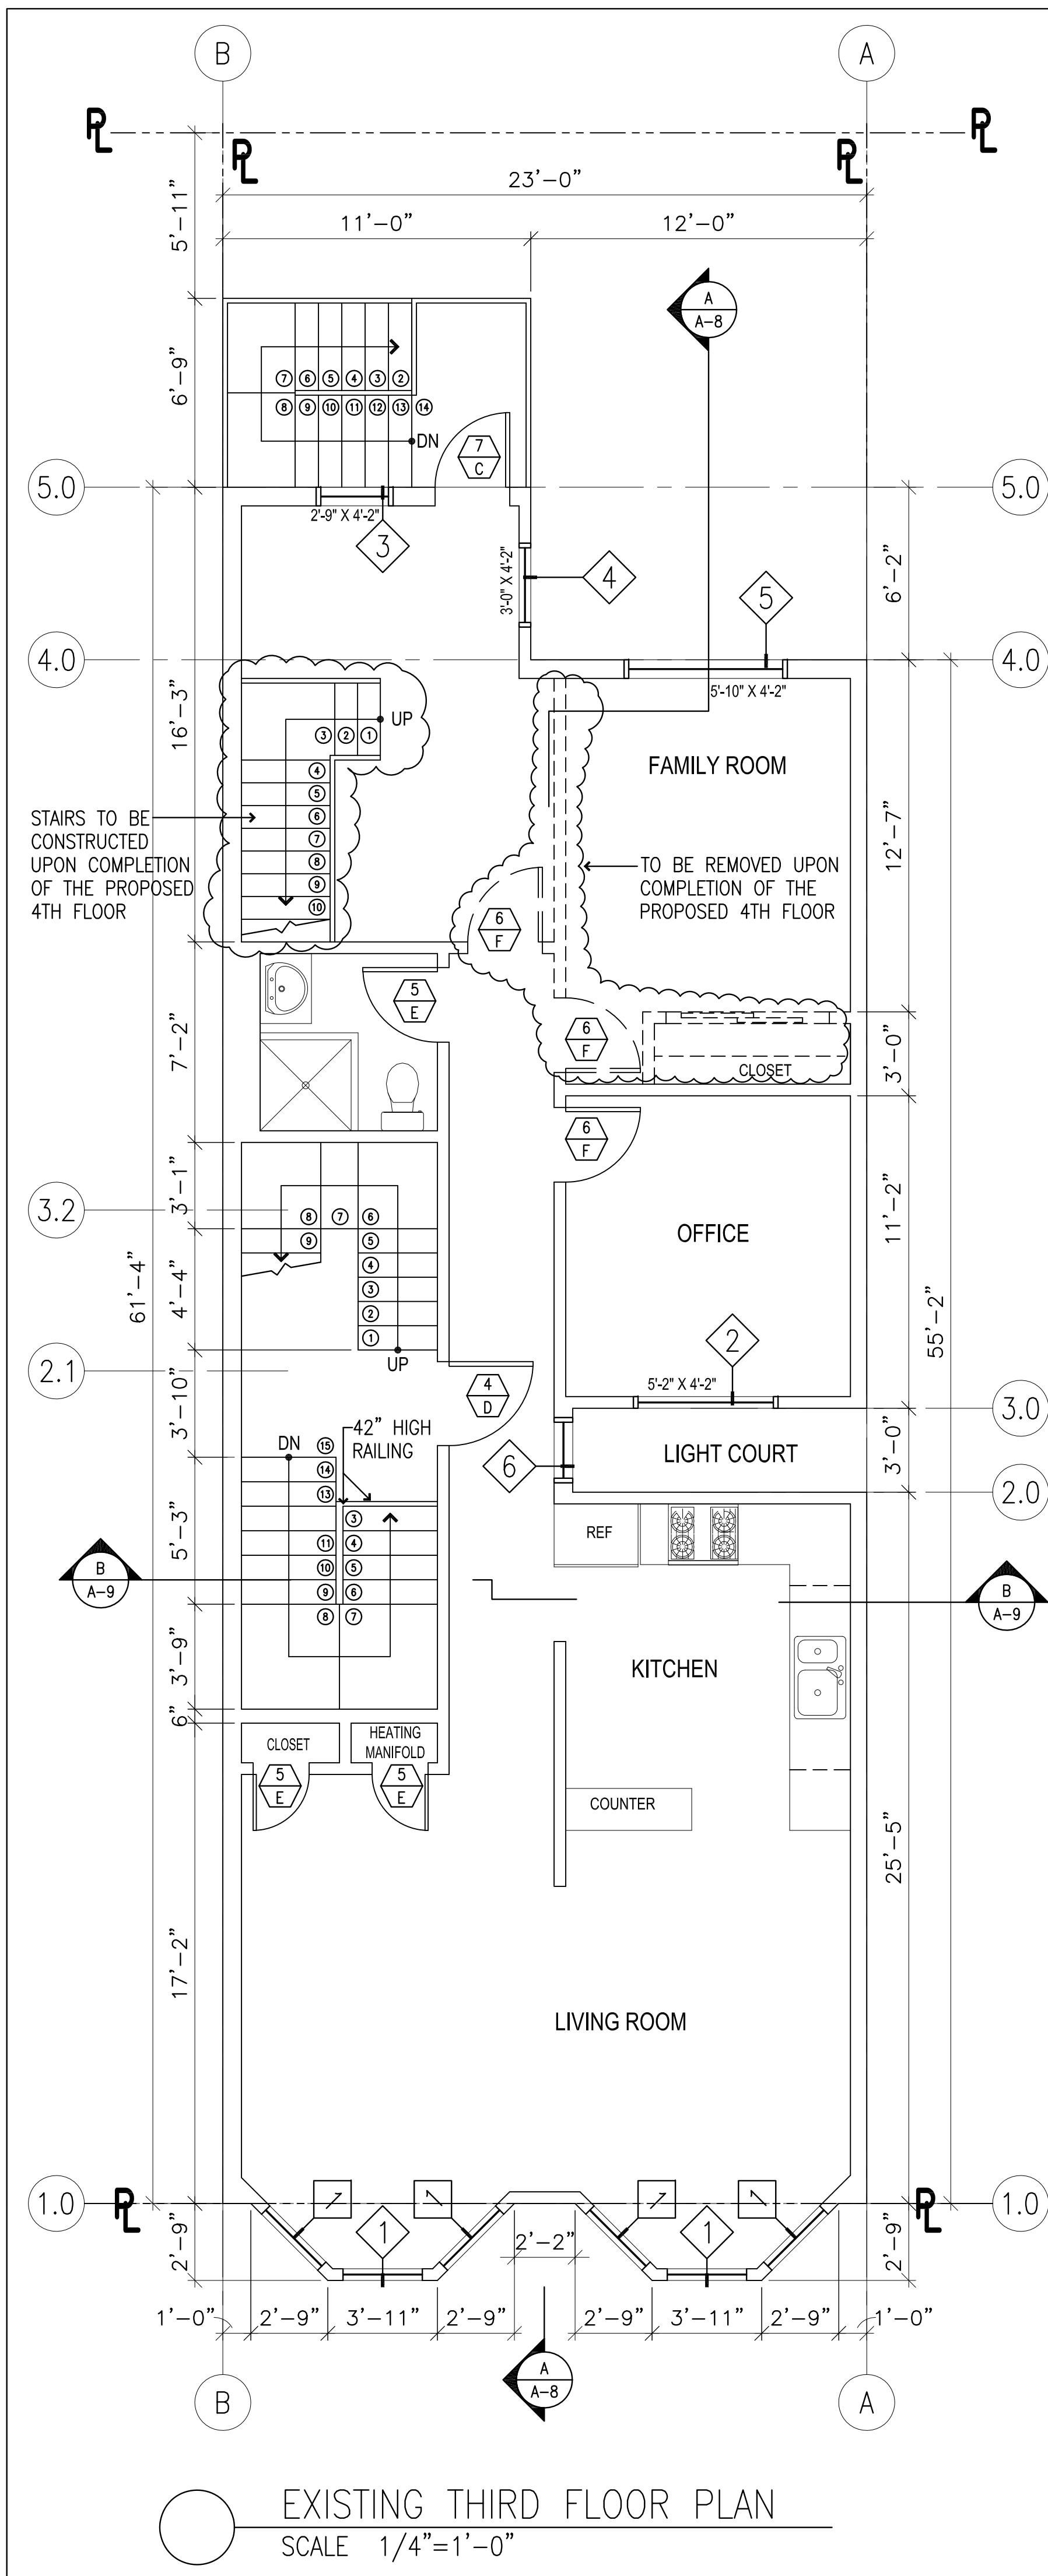 B
A
PL
PL
PL
PL
23'-0"
11'-0"
12'-0"
5'-11"
A
A-8
6'-9"
7
6
5
4
3
2
8
9
10
11
12
13
14
DN
7
C
5.0
5.0
2'-9" X 4'-2"
3
3'-0" X 4'-2"
4
5
6'-2"
4.0
4.0
5'-10" X 4'-2"
16'-3"
UP
3
2
1
4
5
6
7
8
9
10
FAMILY ROOM
12'-7"
STAIRS TO BE
CONSTRUCTED
UPON COMPLETION
OF THE PROPOSED
4TH FLOOR
TO BE REMOVED UPON
COMPLETION OF THE
PROPOSED 4TH FLOOR
6
F
5
E
6
F
CLOSET
3'-0"
7'-2"
6
F
3'-1"
3.2
8
7
6
9
5
4
3
2
1
UP
OFFICE
11'-2"
61'-4"
4'-4"
55'-2"
2
2.1
5'-2" X 4'-2"
4
D
3'-10"
3.0
42" HIGH
RAILING
DN
15
14
13
11
10
9
8
3
4
5
6
7
6
LIGHT COURT
3'-0"
2.0
REF
5'-3"
B
A-9
B
A-9
KITCHEN
3'-9"
6"
CLOSET
HEATING
MANIFOLD
5
E
5
E
COUNTER
25'-5"
17'-2"
LIVING ROOM
1.0
PL
1
1
1
1
PL
1.0
1
1
2'-9"
2'-2"
2'-9"
1'-0"
2'-9"
3'-11"
2'-9"
2'-9"
3'-11"
2'-9"
1'-0"
A
A-8
B
A
EXISTING THIRD FLOOR PLAN
SCALE 1/4"=1'-0"